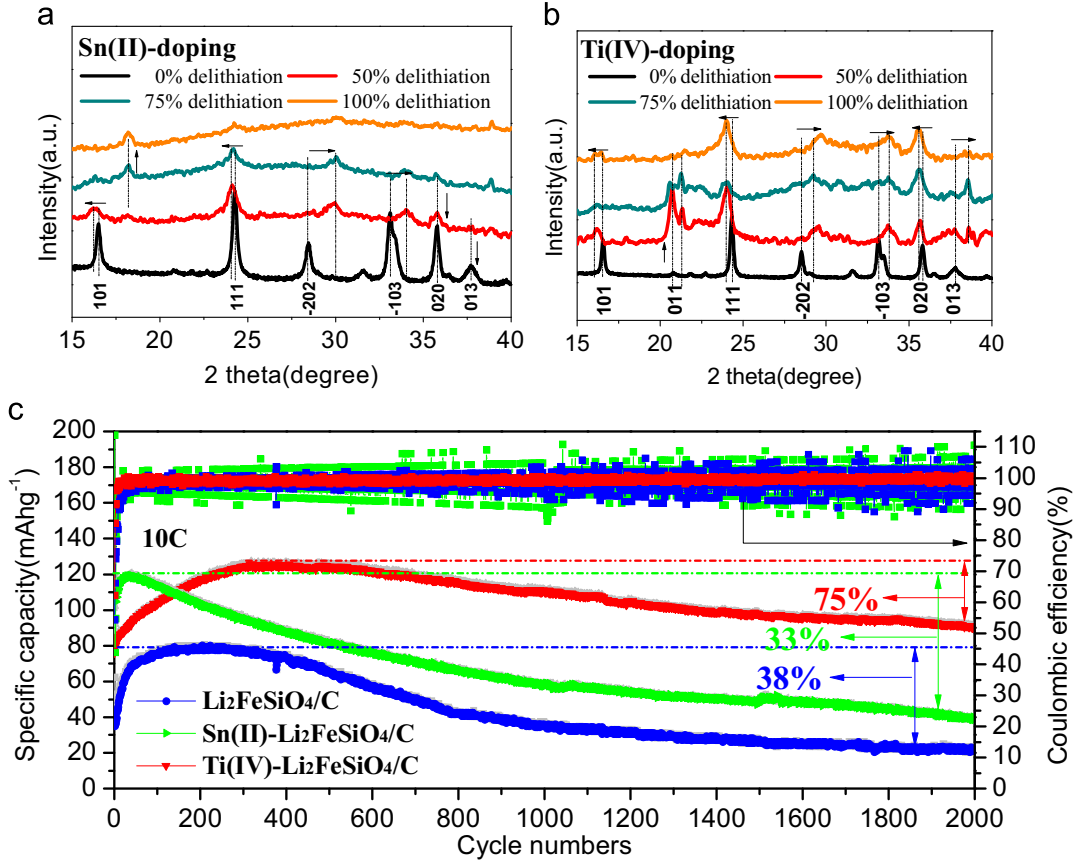 a
Sn(II)-doping
0% delithiation
50% delithiation
75% delithiation
100% delithiation
Intensity(a.u.)
101
111
-202
-103
020
013
15 20 25 30 35 40
2 theta(degree)
b
Ti(IV)-doping
0% delithiation
50% delithiation
75% delithiation
100% delithiation
Intensity(a.u.)
101
011
111
-202
-103
020
013
15 20 25 30 35 40
2 theta(degree)
c
200
180
160
140
120
100
80
60
40
20
0
Specific capacity(mAhg⁻¹)
10C
75%
33%
38%
Li₂FeSiO₄/C
Sn(II)-Li₂FeSiO₄/C
Ti(IV)-Li₂FeSiO₄/C
110
100
90
80
70
60
50
40
30
20
10
0
Coulombic efficiency(%)
0 200 400 600 800 1000 1200 1400 1600 1800 2000
Cycle numbers